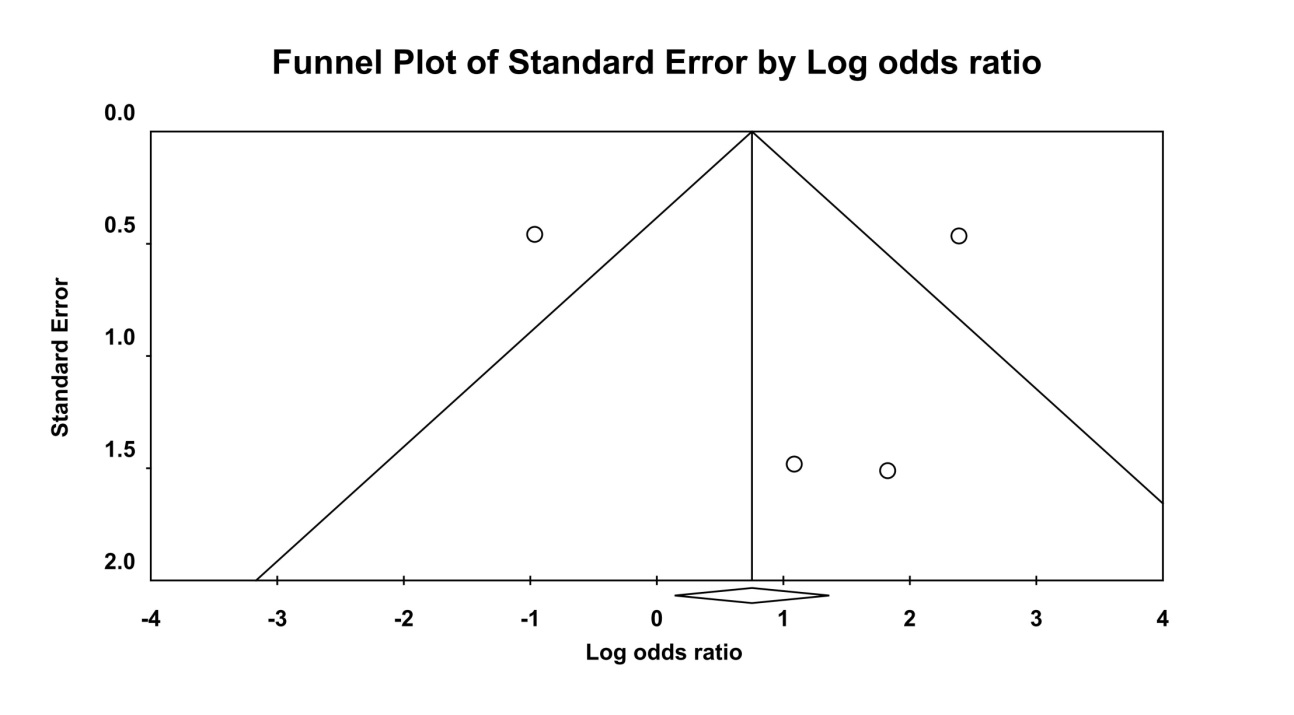 Funnel Plot of Standard Error by Log odds ratio
0.0
0.5
1.0
1.5
2.0
Standard Error
-4 -3 -2 -1 0 1 2 3 4
Log odds ratio